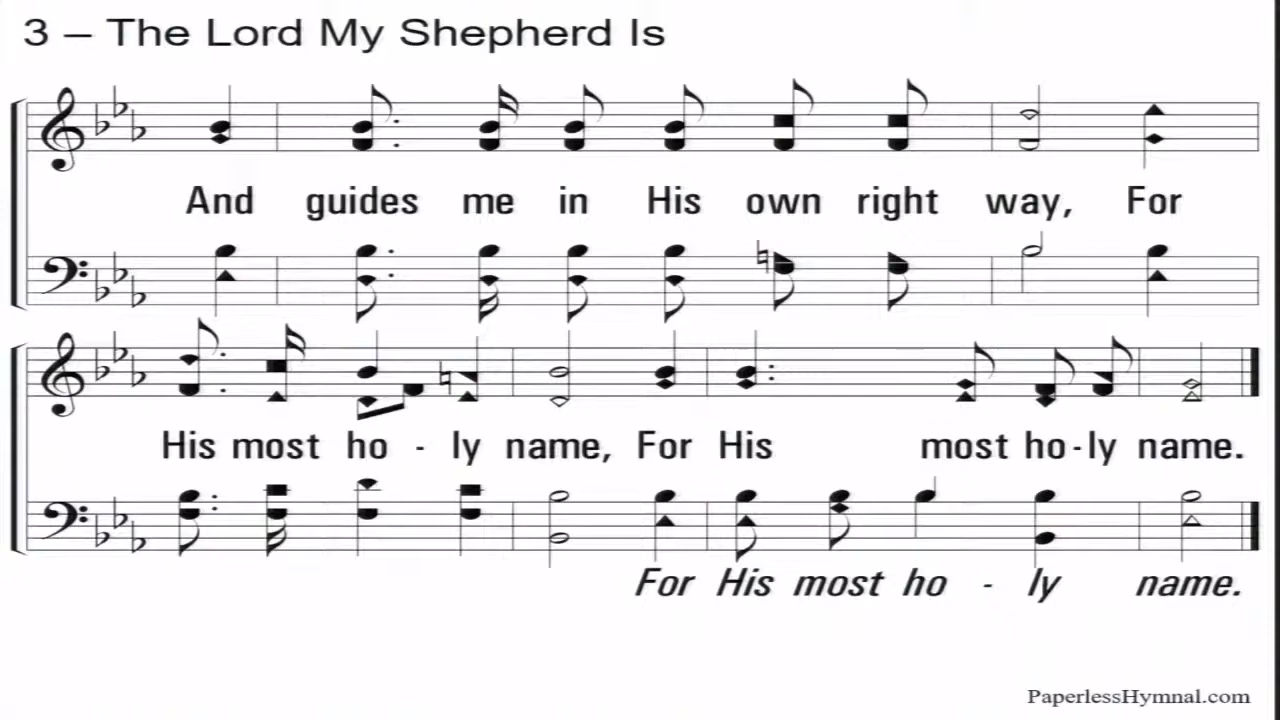 3 – The Lord My Shepherd Is
And guides me in His own right way, For
His most ho - ly name, For His most ho - ly name.
For His most ho - ly name.
PaperlessHymnal.com